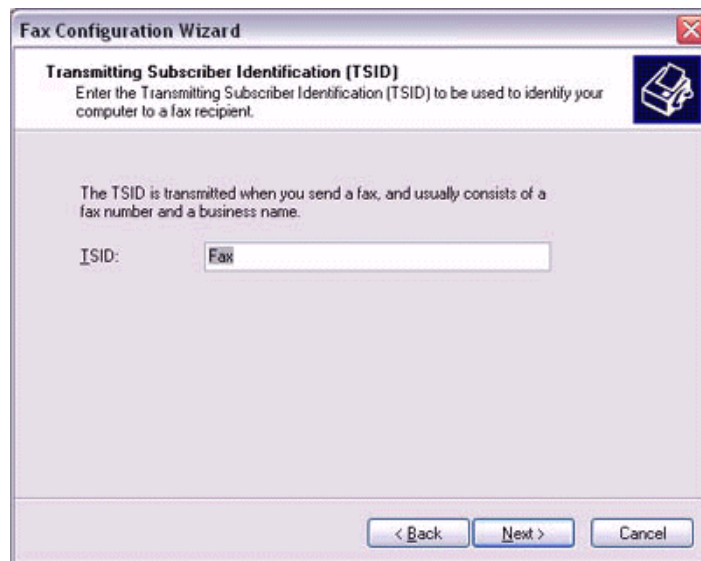 Fax Configuration Wizard
Transmitting Subscriber Identification (TSID)
Enter the Transmitting Subscriber Identification (TSID) to be used to identify your
computer to a fax recipient.
The TSID is transmitted when you send a fax, and usually consists of a
fax number and a business name.
TSID: Fax
< Back Next > Cancel